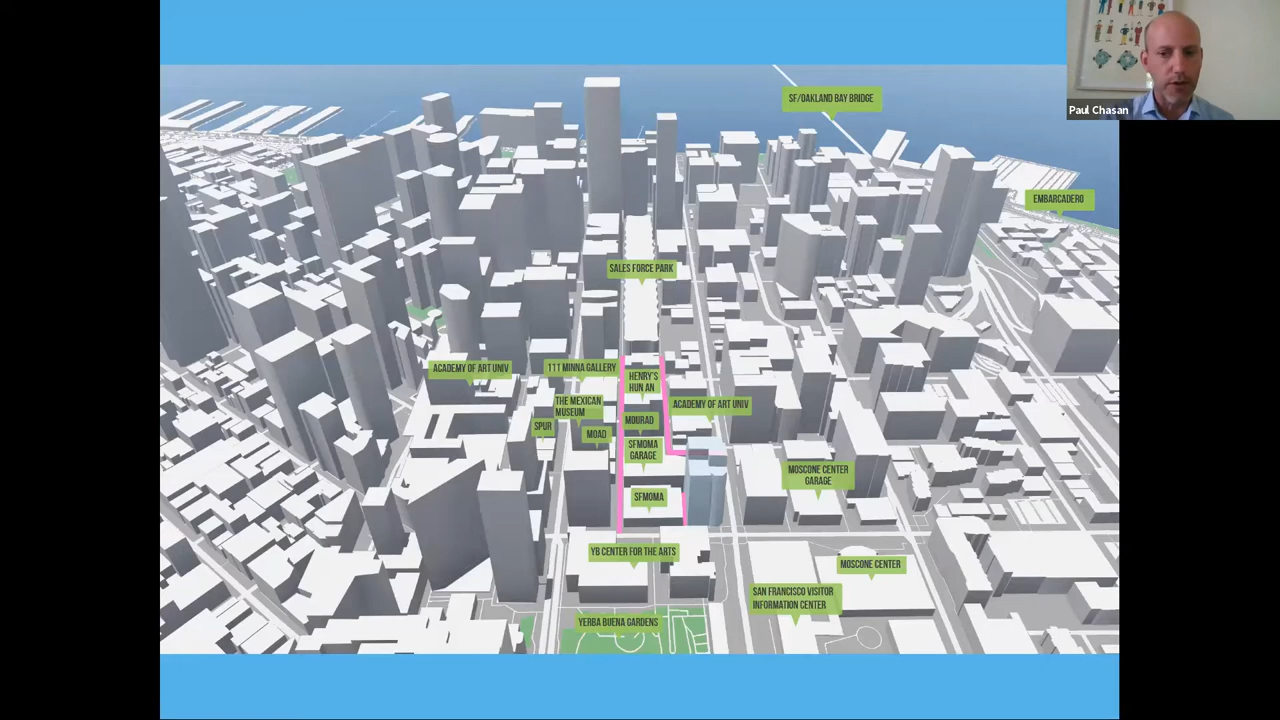 SF/OAKLAND BAY BRIDGE
Paul Chasan
EMBARCADERO
SALES FORCE PARK
ACADEMY OF ART UNIV
111 MINNA GALLERY
HENRY'S
HUN AN
THE MEXICAN
MUSEUM
ACADEMY OF ART UNIV
SPUR
MOAD
MOURAD
SFMOMA
GARAGE
MOSCONE CENTER
GARAGE
SFMOMA
YB CENTER FOR THE ARTS
MOSCONE CENTER
SAN FRANCISCO VISITOR
INFORMATION CENTER
YERBA BUENA GARDENS